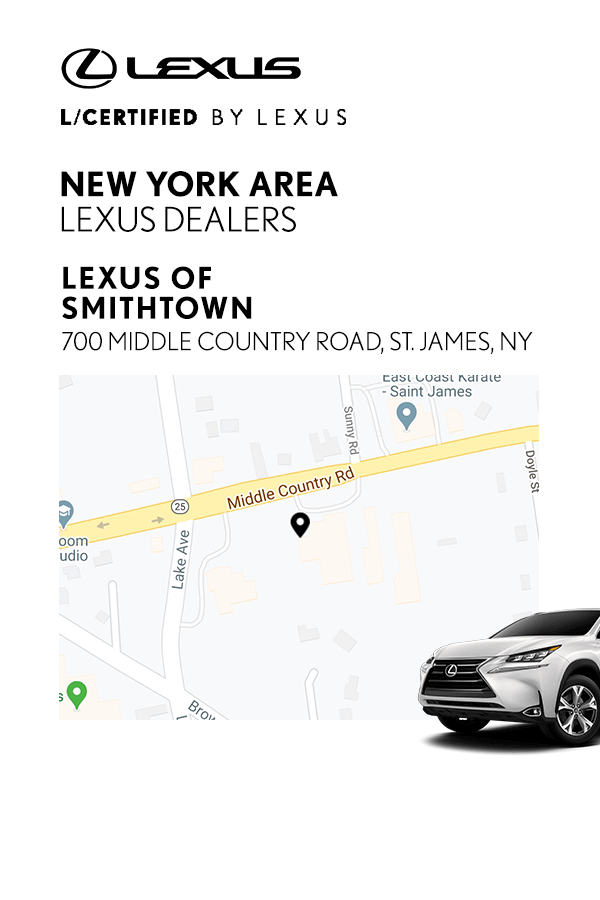 LEXUS
L/CERTIFIED BY LEXUS
NEW YORK AREA
LEXUS DEALERS
LEXUS OF
SMITHTOWN
700 MIDDLE COUNTRY ROAD, ST. JAMES, NY
East Coast Karate
- Saint James
Sunny Rd
Middle Country Rd
Doyle St
25
oom
udio
Lake Ave
s
Brow
L